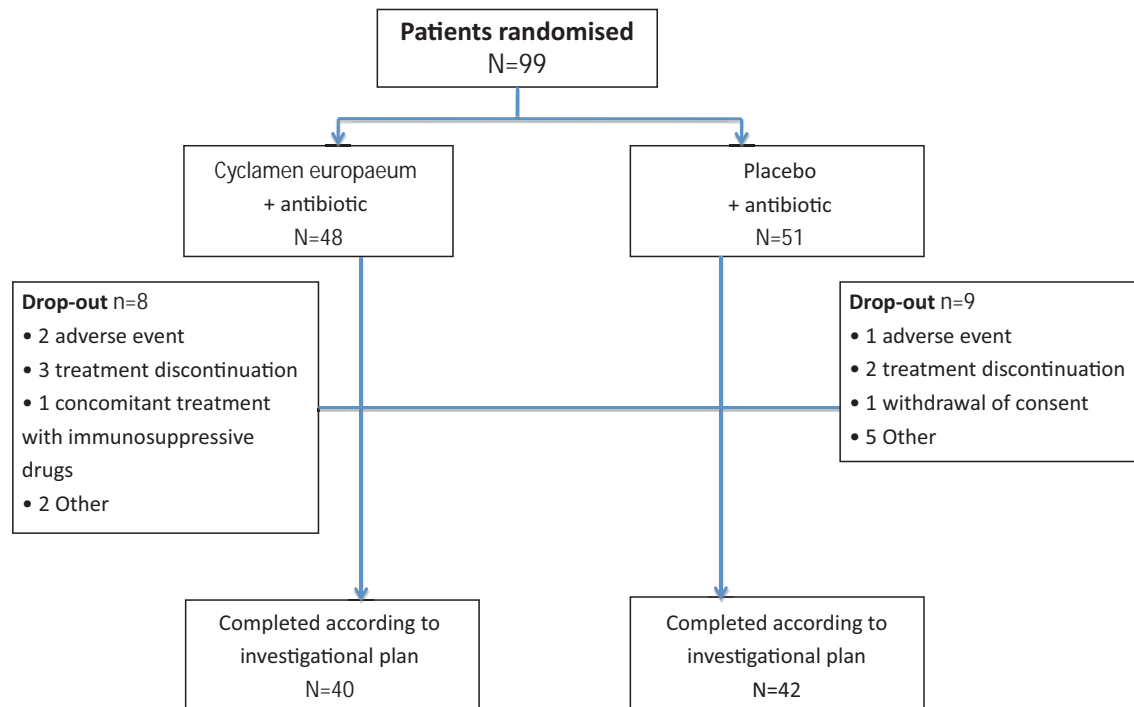 Patients randomised
N=99
Cyclamen europaeum
+ antibiotic
N=48
Placebo
+ antibiotic
N=51
Drop-out n=8
• 2 adverse event
• 3 treatment discontinuation
• 1 concomitant treatment
with immunosuppressive
drugs
• 2 Other
Drop-out n=9
• 1 adverse event
• 2 treatment discontinuation
• 1 withdrawal of consent
• 5 Other
Completed according to
investigational plan
N=40
Completed according to
investigational plan
N=42